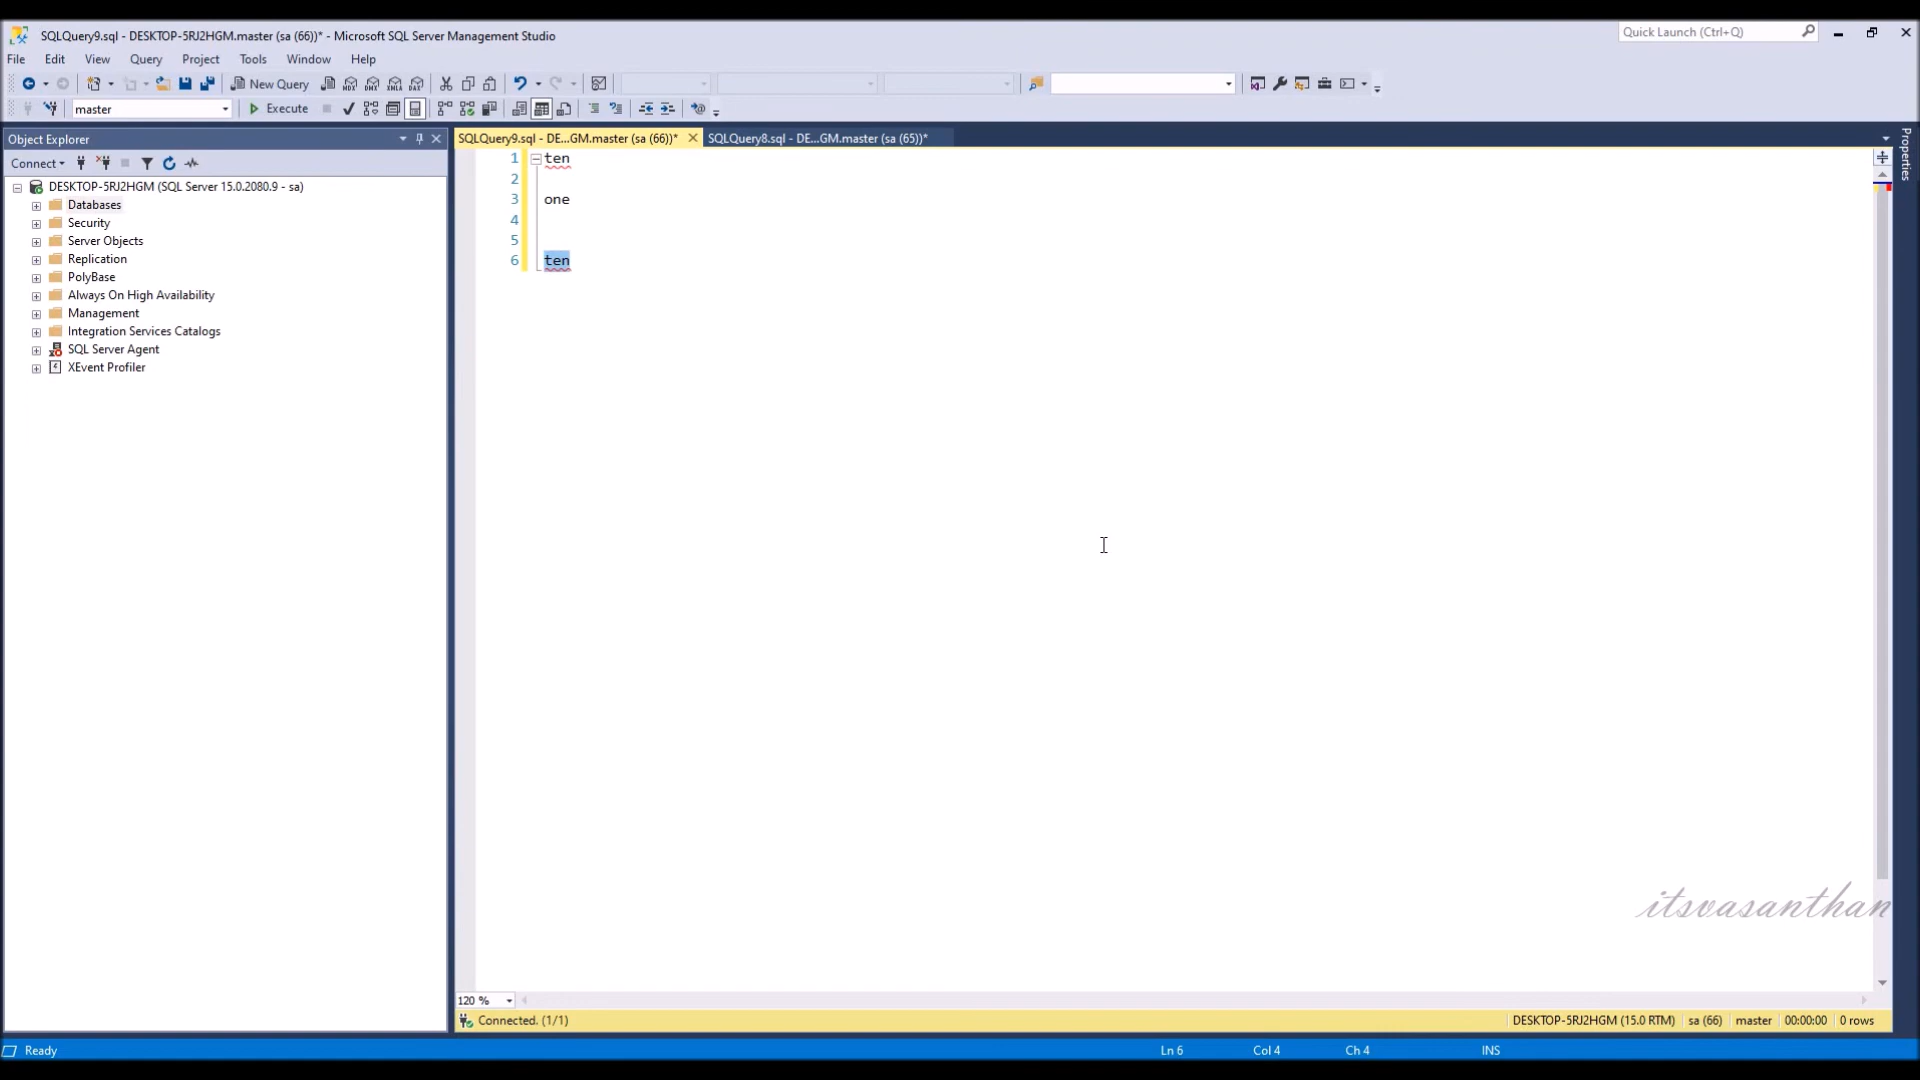 SQLQuery9.sql - DESKTOP-5RJ2HGM.master (sa (66))* - Microsoft SQL Server Management Studio
Quick Launch (Ctrl+Q)
File Edit View Query Project Tools Window Help
New Query
master Execute
Object Explorer
SQLQuery9.sql - DE...GM.master (sa (66))* SQLQuery8.sql - DE...GM.master (sa (65))*
Properties
Connect
DESKTOP-5RJ2HGM (SQL Server 15.0.2080.9 - sa)
Databases
Security
Server Objects
Replication
PolyBase
Always On High Availability
Management
Integration Services Catalogs
SQL Server Agent
XEvent Profiler
1 ten
2
3 one
4
5
6 ten
itsvasanthan
120 %
Connected. (1/1) DESKTOP-5RJ2HGM (15.0 RTM) sa (66) master 00:00:00 0 rows
Ready Ln 6 Col 4 Ch 4 INS